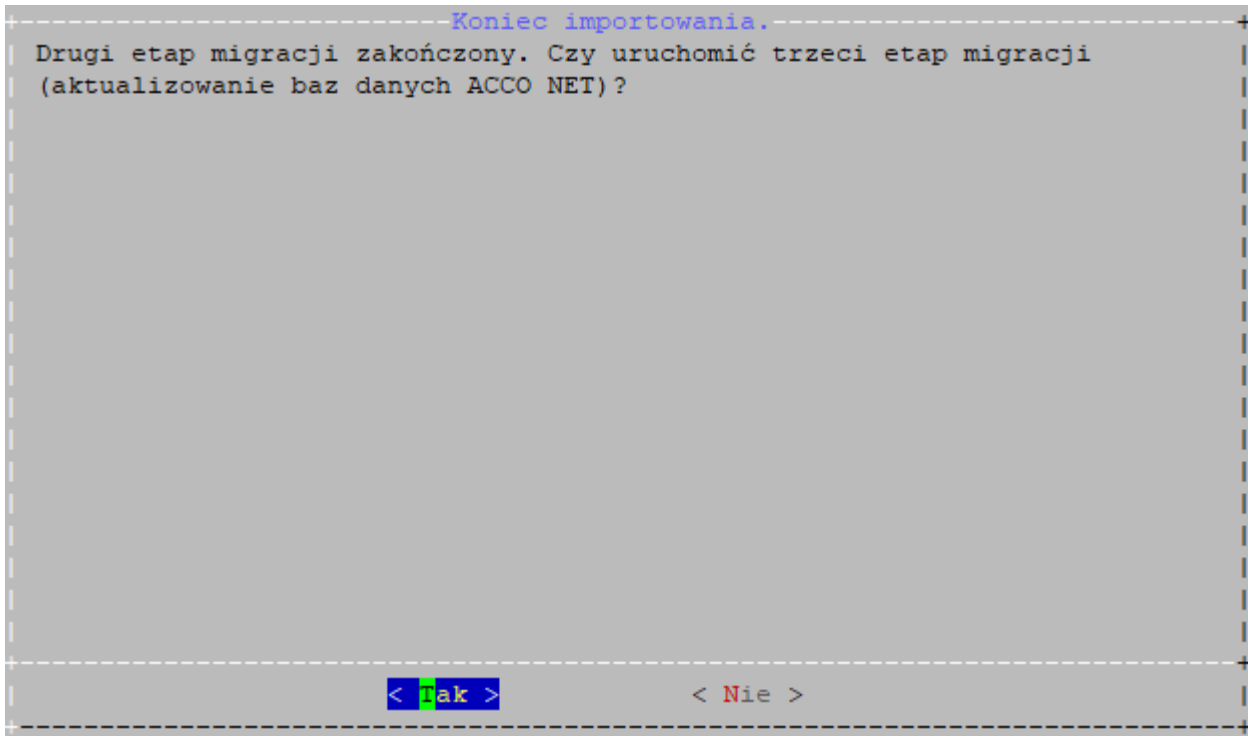 Koniec importowania.
Drugi etap migracji zakończony. Czy uruchomić trzeci etap migracji
(aktualizowanie baz danych ACCO NET)?
< Tak > < Nie >